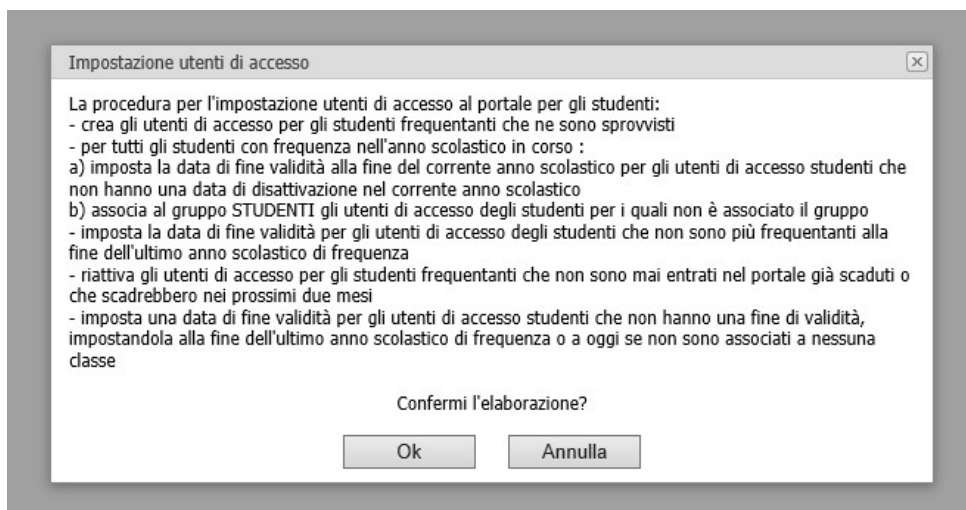 Impostazione utenti di accesso
La procedura per l'impostazione utenti di accesso al portale per gli studenti:
- crea gli utenti di accesso per gli studenti frequentanti che ne sono sprovvisti
- per tutti gli studenti con frequenza nell'anno scolastico in corso :
a) imposta la data di fine validità alla fine del corrente anno scolastico per gli utenti di accesso studenti che
non hanno una data di disattivazione nel corrente anno scolastico
b) associa al gruppo STUDENTI gli utenti di accesso degli studenti per i quali non è associato il gruppo
- imposta la data di fine validità per gli utenti di accesso degli studenti che non sono più frequentanti alla
fine dell'ultimo anno scolastico di frequenza
- riattiva gli utenti di accesso per gli studenti frequentanti che non sono mai entrati nel portale già scaduti o
che scadrebbero nei prossimi due mesi
- imposta una data di fine validità per gli utenti di accesso studenti che non hanno una fine di validità,
impostandola alla fine dell'ultimo anno scolastico di frequenza o a oggi se non sono associati a nessuna
classe
Confermi l'elaborazione?
Ok Annulla